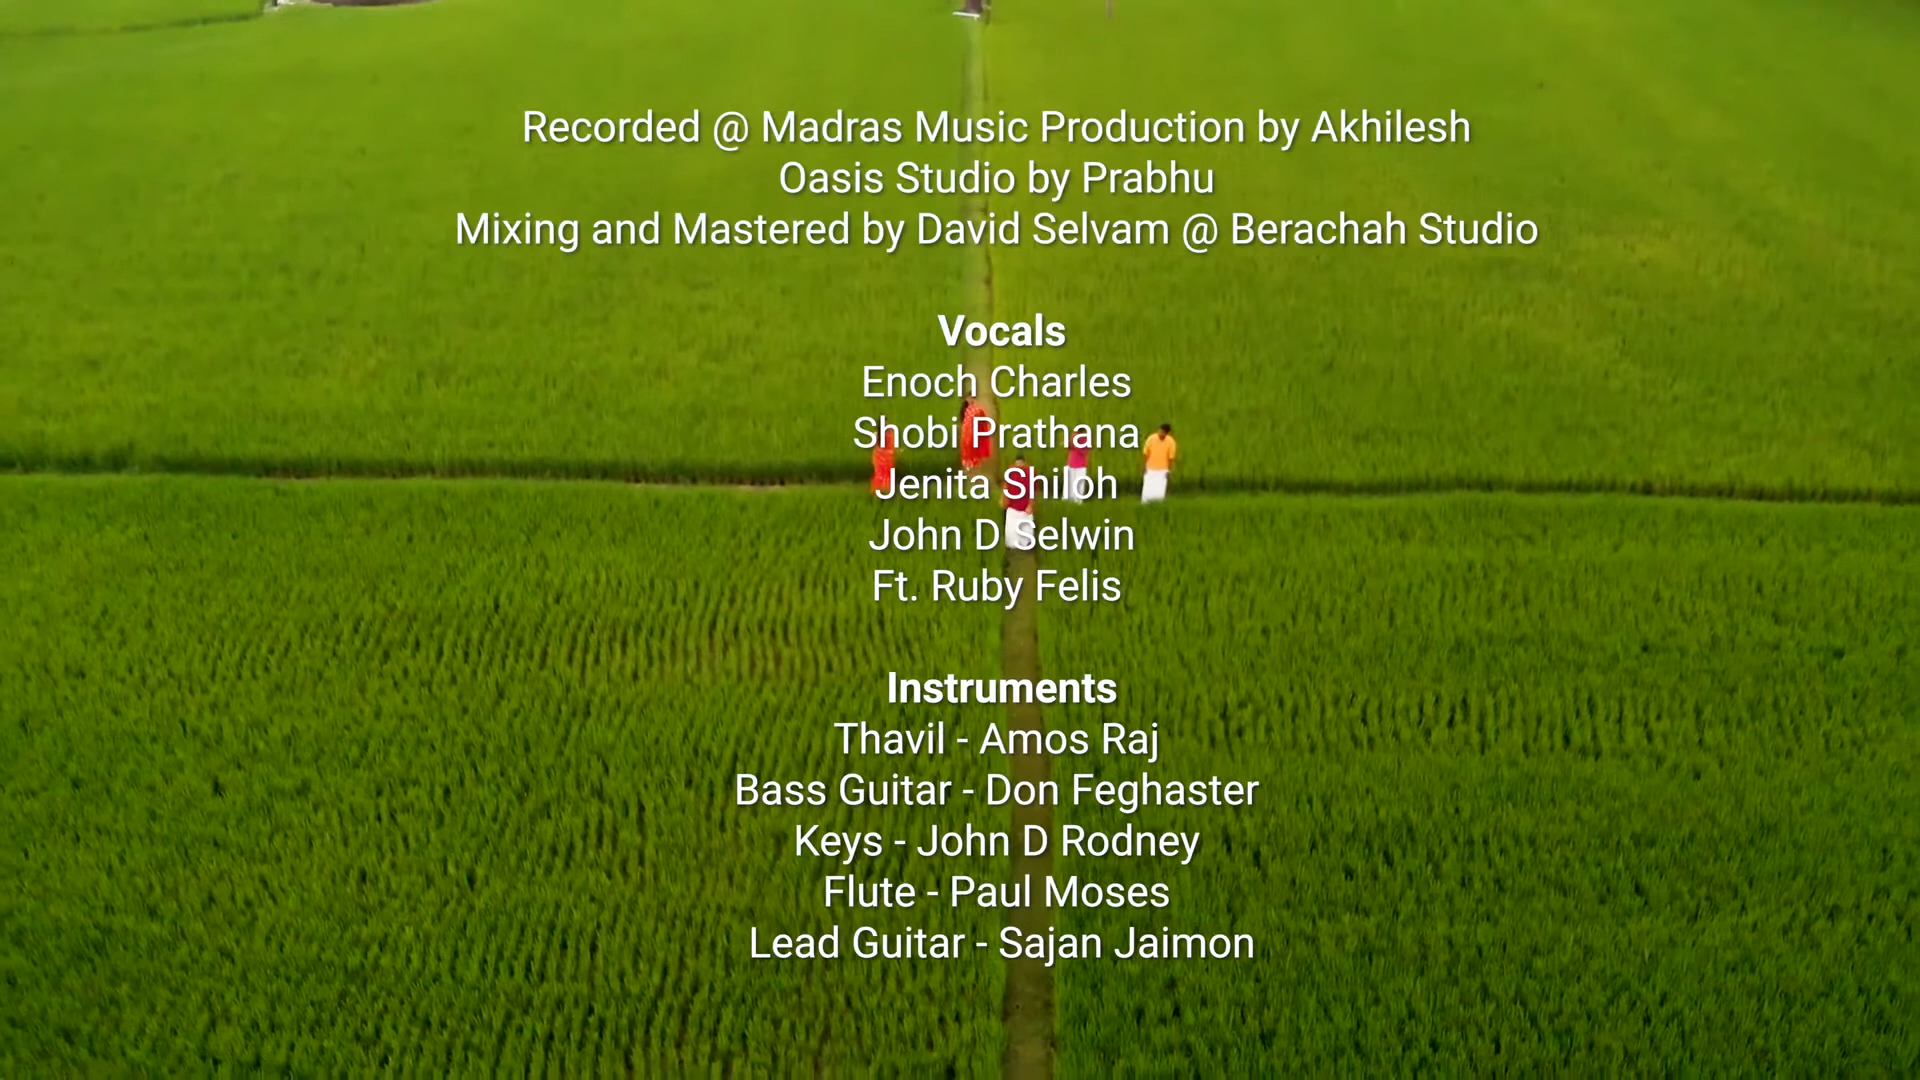 Recorded @ Madras Music Production by Akhilesh
Oasis Studio by Prabhu
Mixing and Mastered by David Selvam @ Berachah Studio
Vocals
Enoch Charles
Shobi Prathana
Jenita Shiloh
John D Selwin
Ft. Ruby Felis
Instruments
Thavil - Amos Raj
Bass Guitar - Don Feghaster
Keys - John D Rodney
Flute - Paul Moses
Lead Guitar - Sajan Jaimon